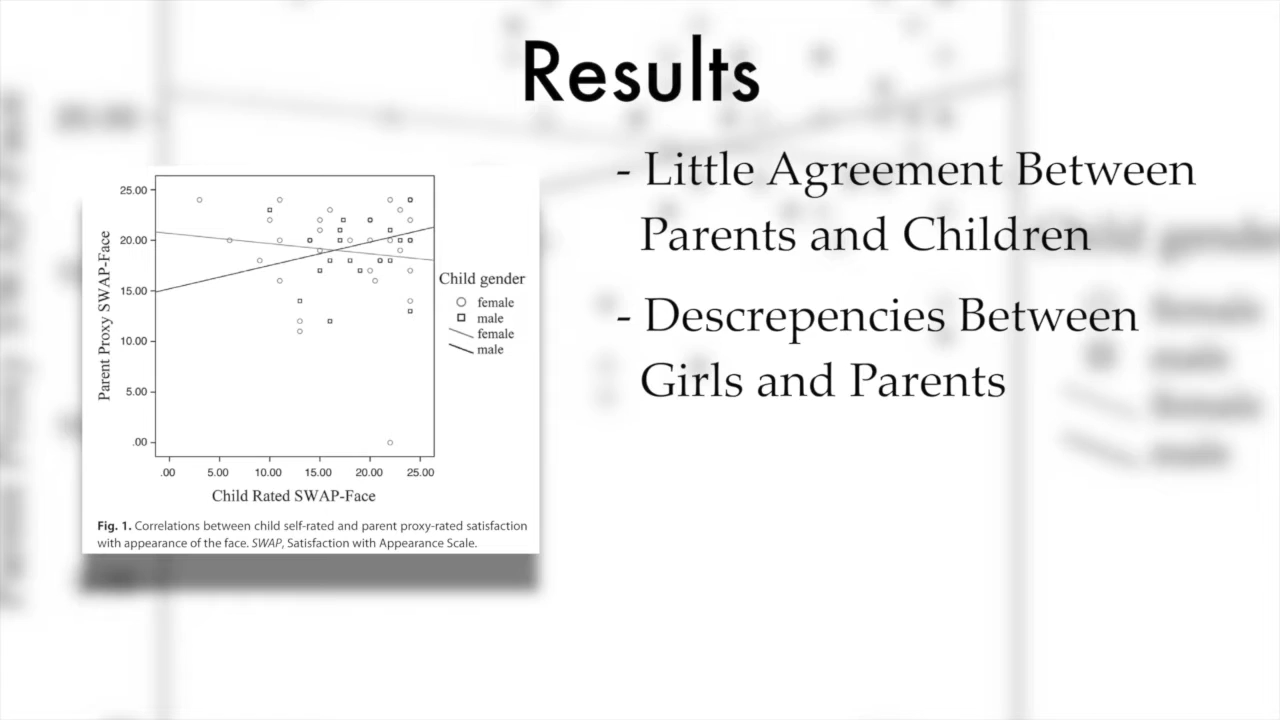 Results
- Little Agreement Between
Parents and Children
- Descrepencies Between
Girls and Parents
Parent Proxy SWAP-Face
25.00
20.00
15.00
10.00
5.00
.00
.00 5.00 10.00 15.00 20.00 25.00
Child Rated SWAP-Face
Child gender
female
male
female
male
Fig. 1. Correlations between child self-rated and parent proxy-rated satisfaction
with appearance of the face. SWAP, Satisfaction with Appearance Scale.